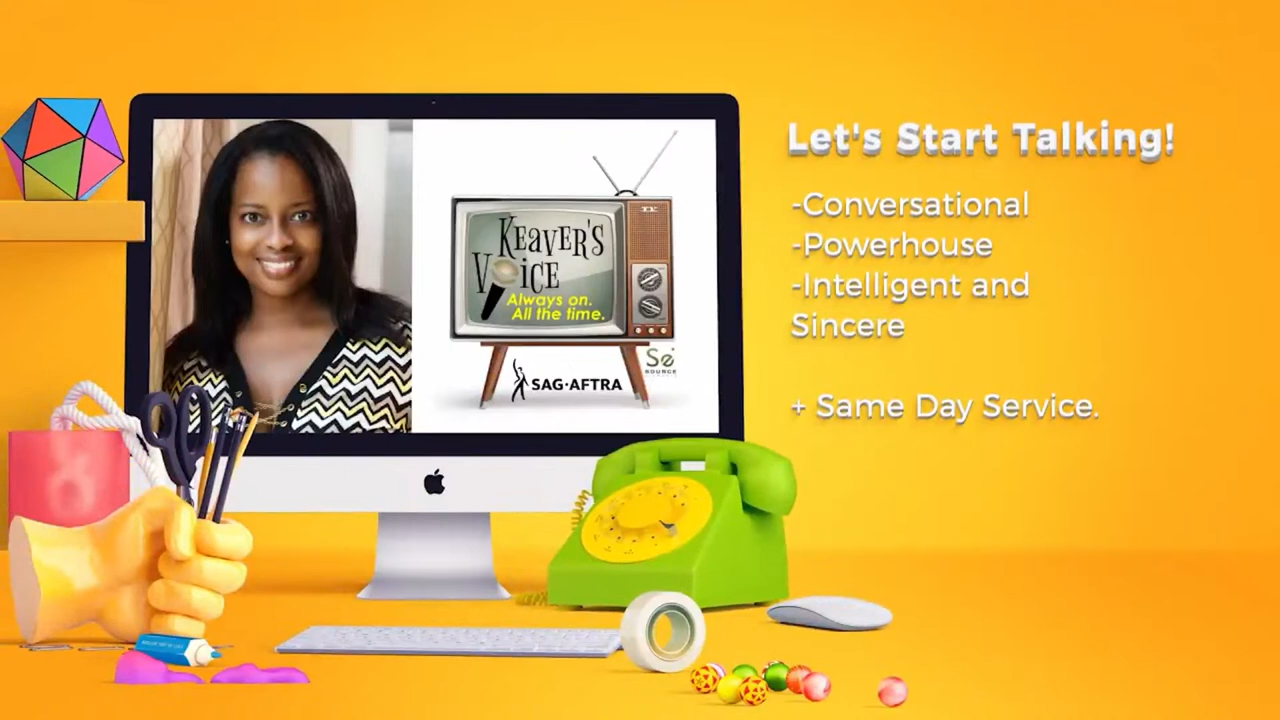 Let's Start Talking!
-Conversational
-Powerhouse
-Intelligent and
Sincere
+ Same Day Service.
TV
KEAVER'S
VOICE
Always on.
All the time.
SAG·AFTRA
Se
SOURCE